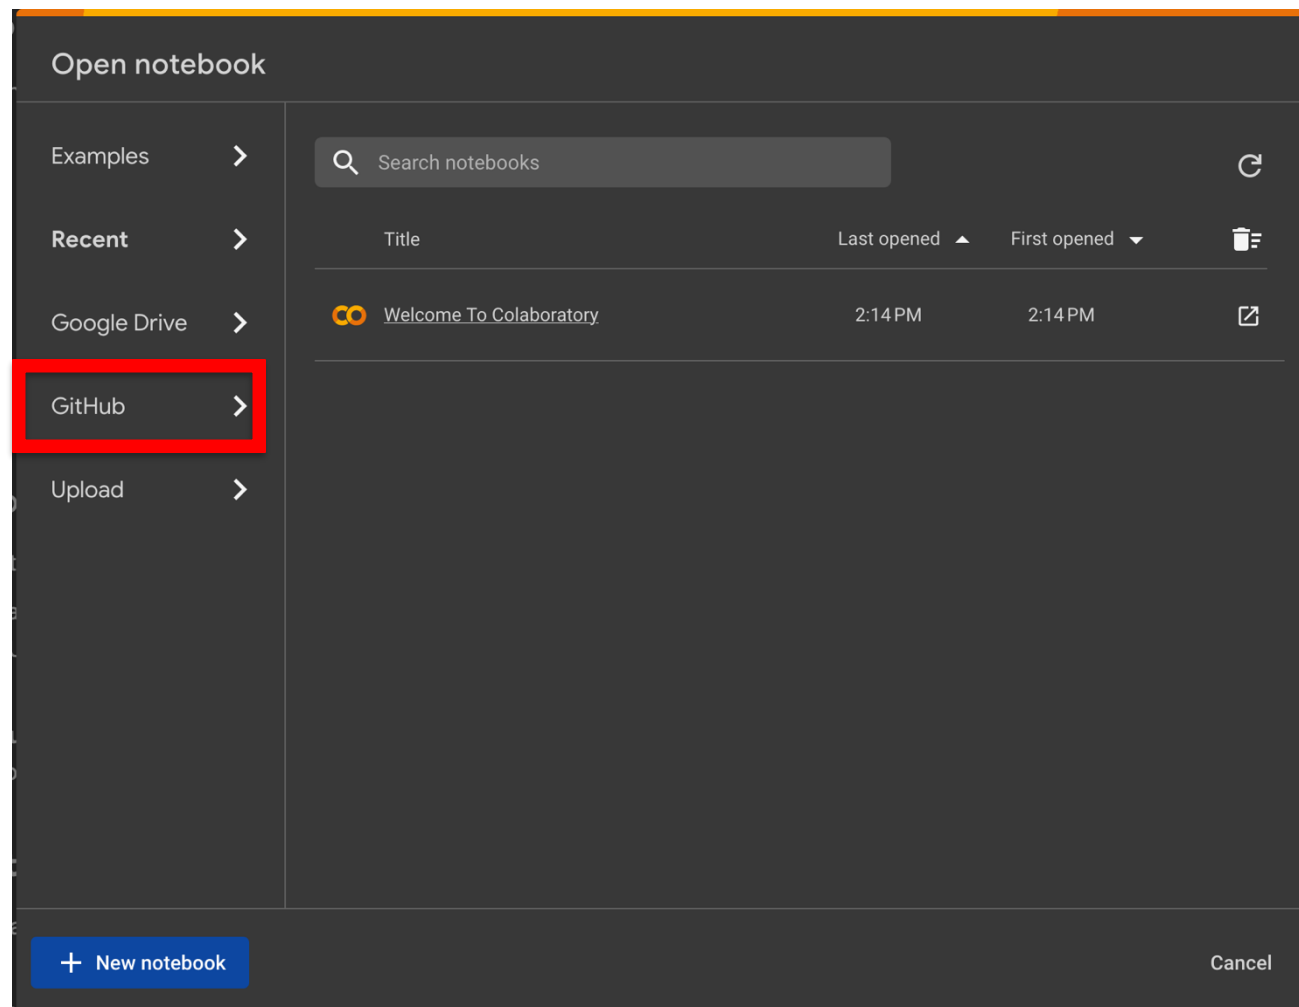 Open notebook
Examples
Recent
Google Drive
GitHub
Upload
Search notebooks
Title Last opened First opened
Welcome To Colaboratory 2:14 PM 2:14 PM
New notebook
Cancel